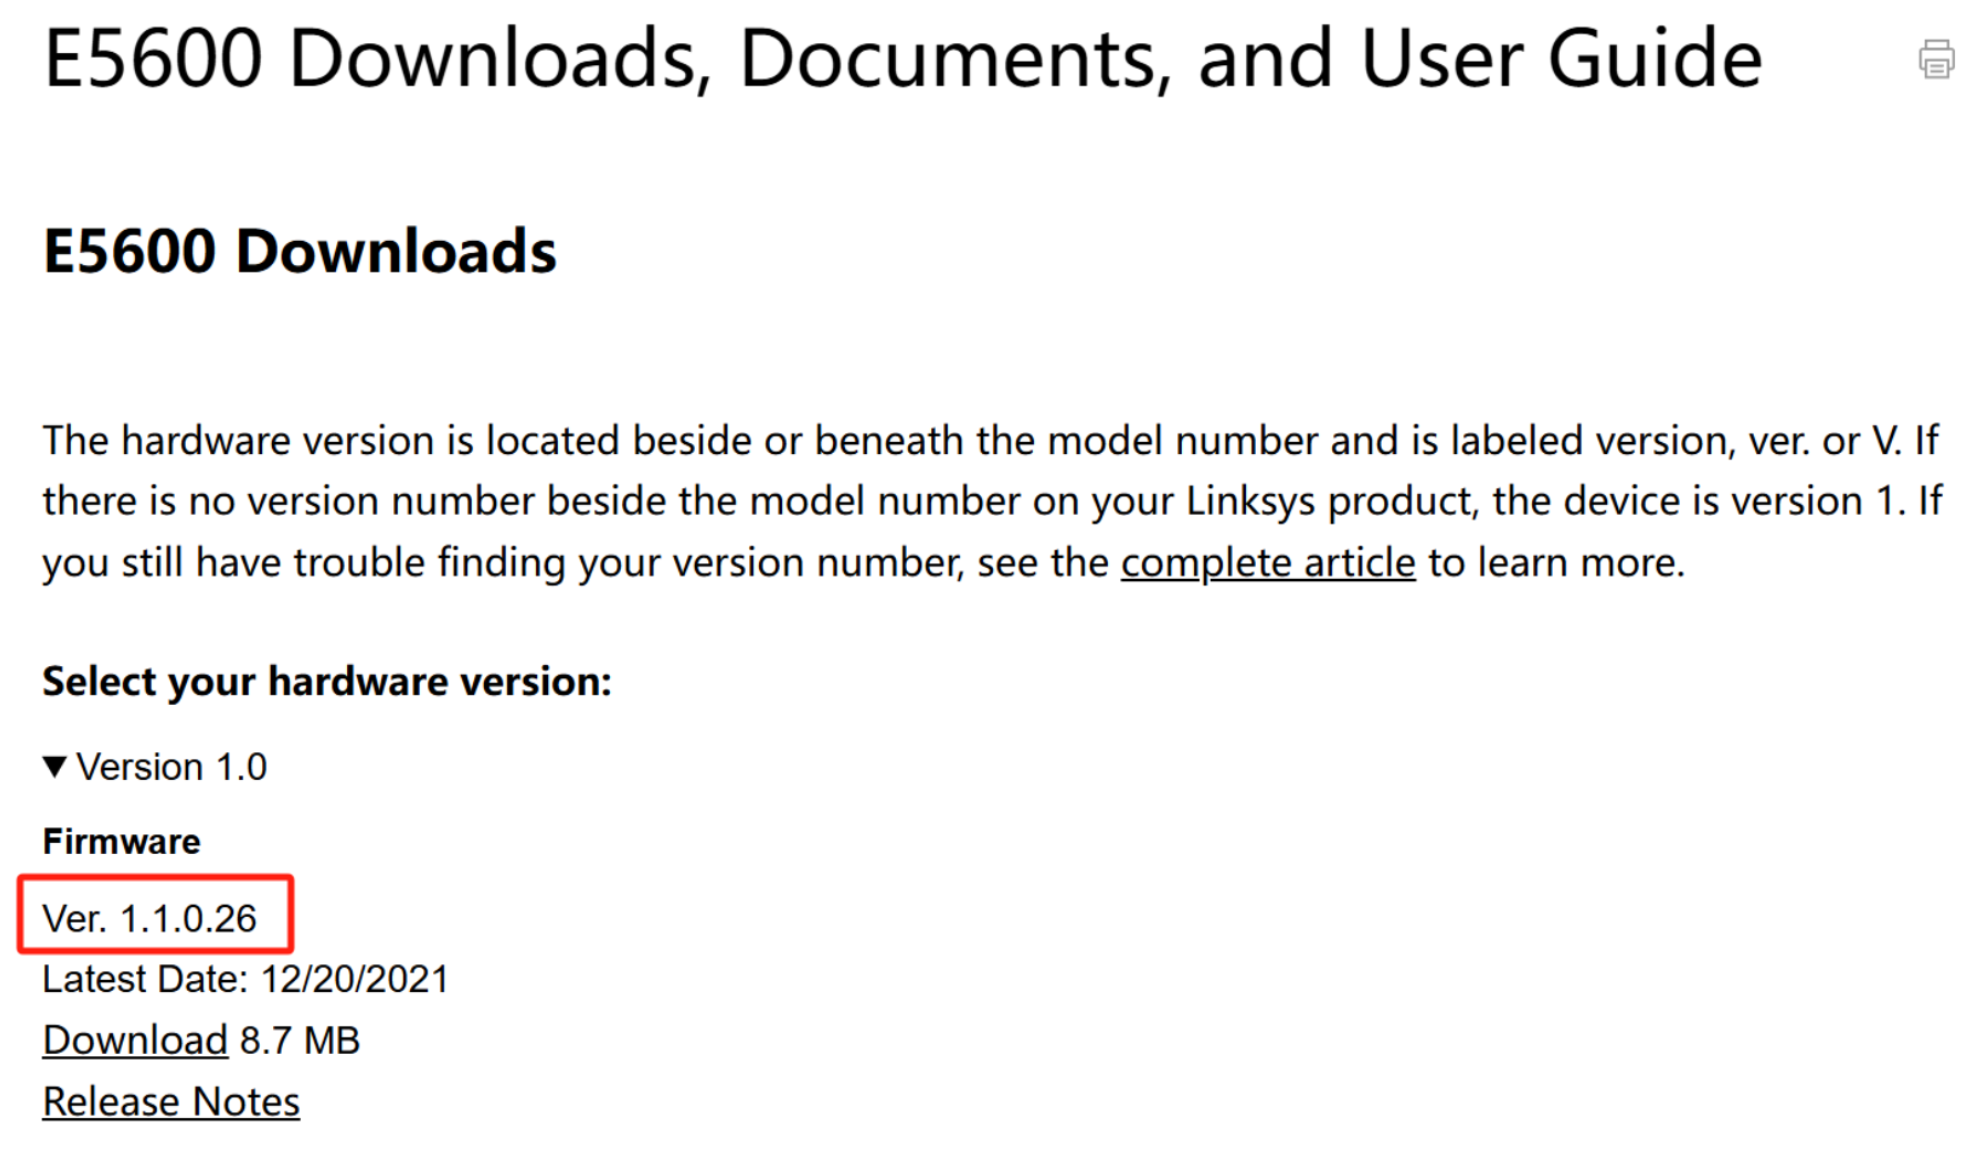 E5600 Downloads, Documents, and User Guide
E5600 Downloads
The hardware version is located beside or beneath the model number and is labeled version, ver. or V. If
there is no version number beside the model number on your Linksys product, the device is version 1. If
you still have trouble finding your version number, see the complete article to learn more.
Select your hardware version:
▼ Version 1.0
Firmware
Ver. 1.1.0.26
Latest Date: 12/20/2021
Download 8.7 MB
Release Notes